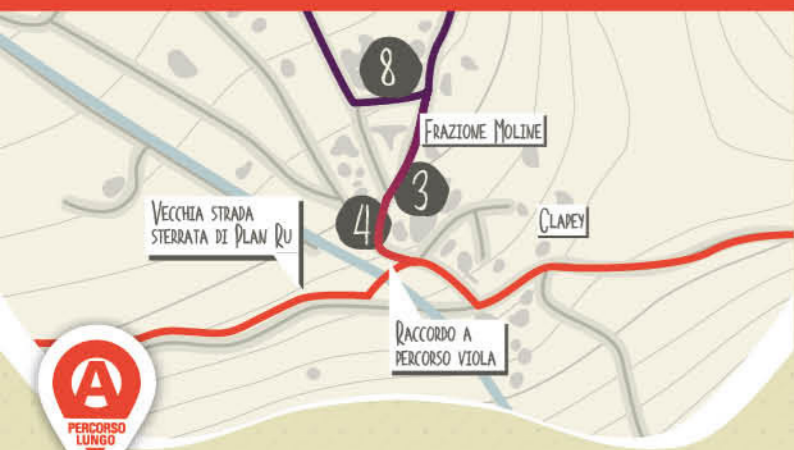 8
FRAZIONE MOLINE
3
VECCHIA STRADA
STERRATA DI PLAN RU
4
CLAPEY
RACCORDO A
PERCORSO VIOLA
A
PERCORSO
LUNGO